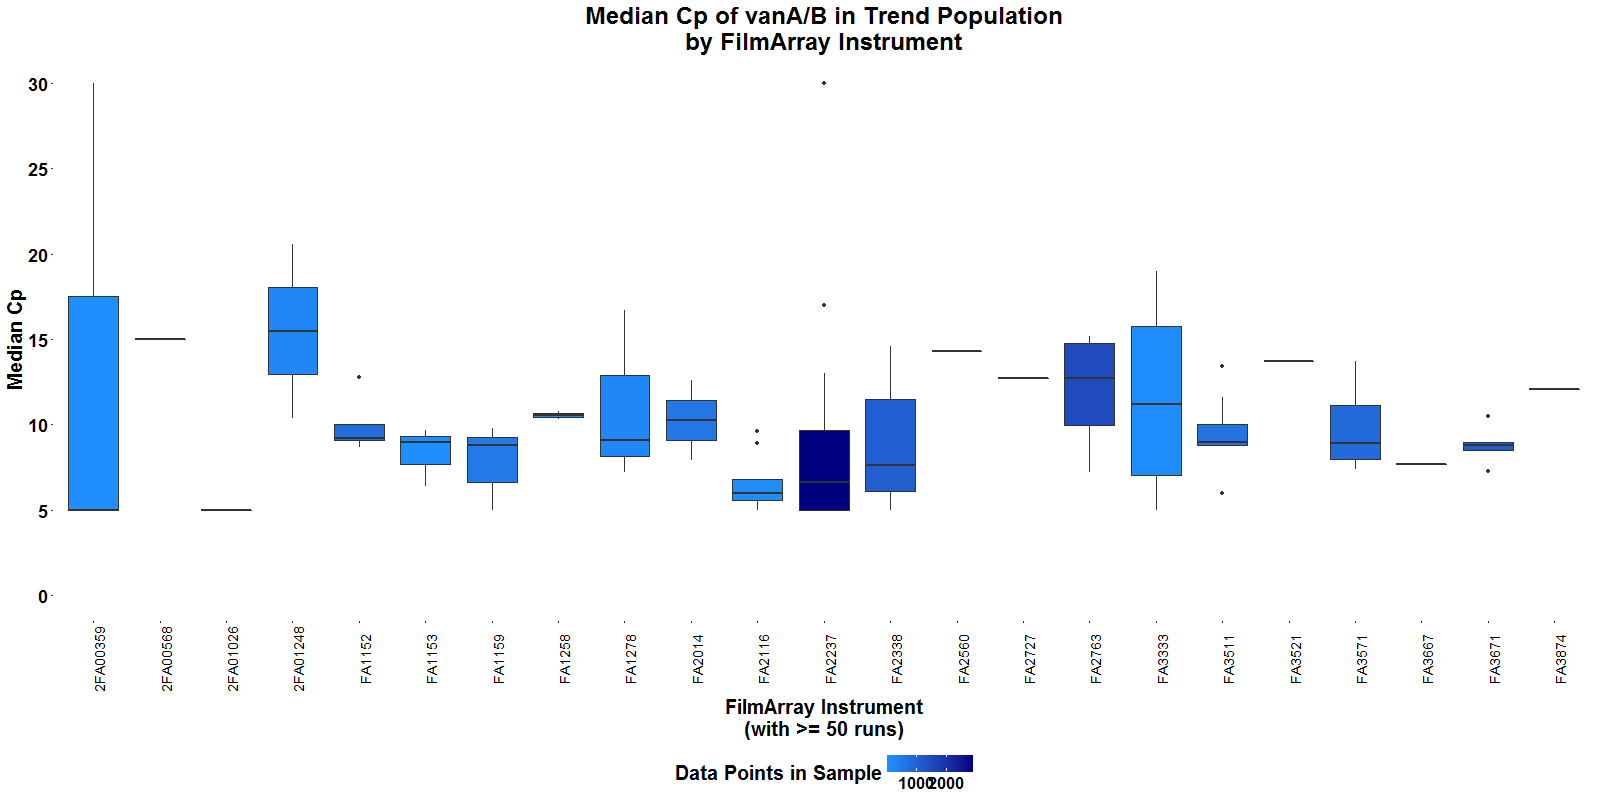 Median Cp of vanA/B in Trend Population
by FilmArray Instrument
Median Cp
30
25
20
15
10
5
0
2FA00359
2FA00568
2FA01026
2FA01248
FA1152
FA1153
FA1159
FA1258
FA1278
FA2014
FA2116
FA2237
FA2338
FA2560
FA2727
FA2763
FA3333
FA3511
FA3521
FA3571
FA3667
FA3671
FA3874
FilmArray Instrument
(with >= 50 runs)
Data Points in Sample
1000 2000